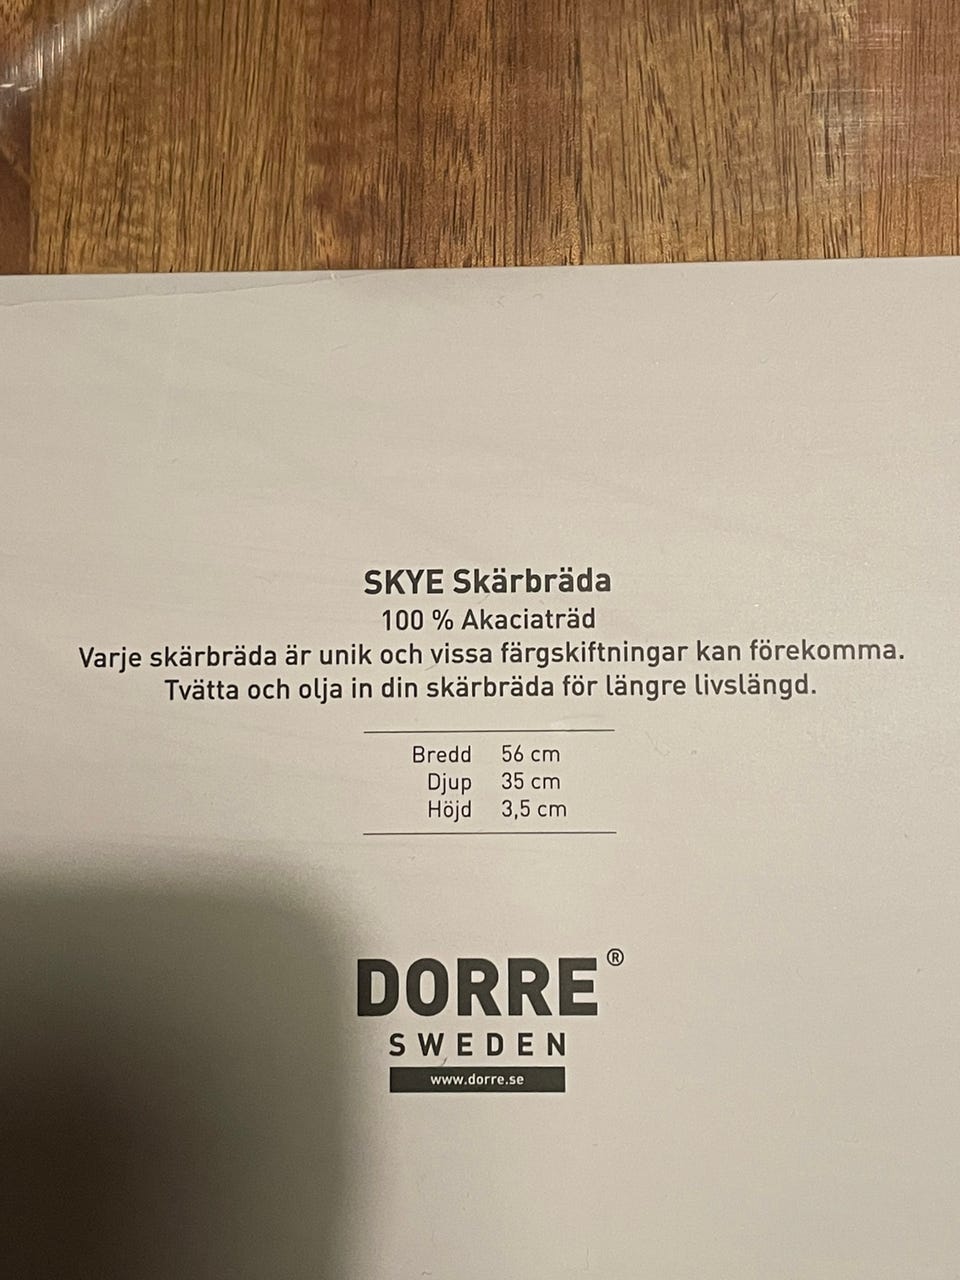 SKYE Skärbräda
100 % Akaciaträd
Varje skärbräda är unik och vissa färgskiftningar kan förekomma.
Tvätta och olja in din skärbräda för längre livslängd.
Bredd 56 cm
Djup 35 cm
Höjd 3,5 cm
DORRE®
SWEDEN
www.dorre.se